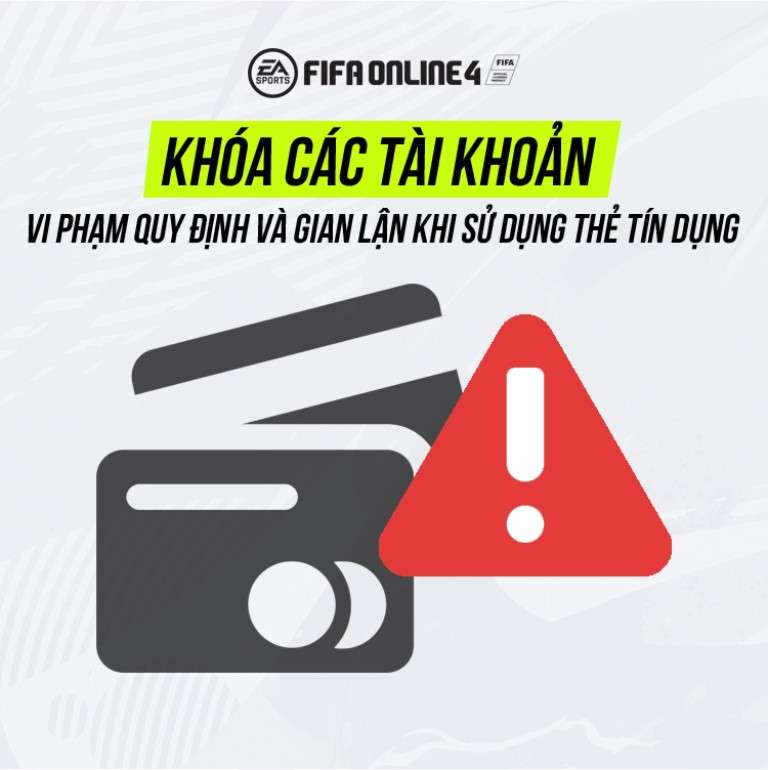 EA SPORTS FIFA ONLINE 4 FIFA
KHÓA CÁC TÀI KHOẢN
VI PHẠM QUY ĐỊNH VÀ GIAN LẬN KHI SỬ DỤNG THẺ TÍN DỤNG